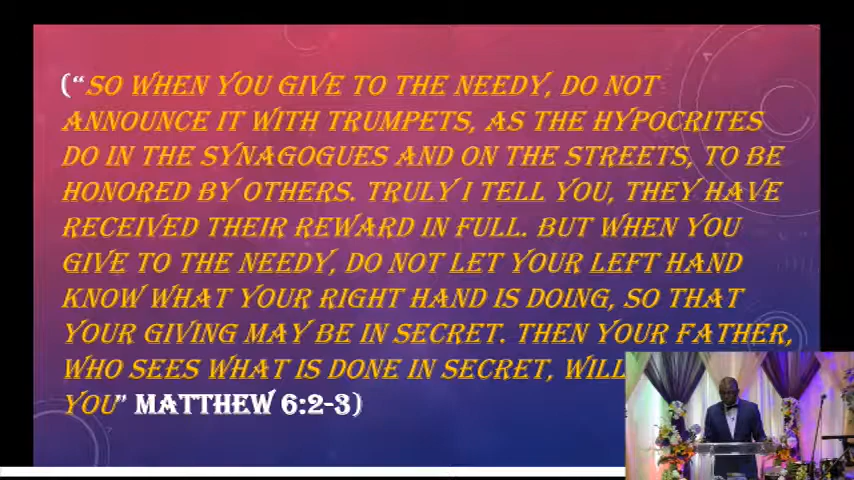 (“SO WHEN YOU GIVE TO THE NEEDY, DO NOT
ANNOUNCE IT WITH TRUMPETS, AS THE HYPOCRITES
DO IN THE SYNAGOGUES AND ON THE STREETS, TO BE
HONORED BY OTHERS. TRULY I TELL YOU, THEY HAVE
RECEIVED THEIR REWARD IN FULL. BUT WHEN YOU
GIVE TO THE NEEDY, DO NOT LET YOUR LEFT HAND
KNOW WHAT YOUR RIGHT HAND IS DOING, SO THAT
YOUR GIVING MAY BE IN SECRET. THEN YOUR FATHER,
WHO SEES WHAT IS DONE IN SECRET, WILL
YOU” MATTHEW 6:2-3)